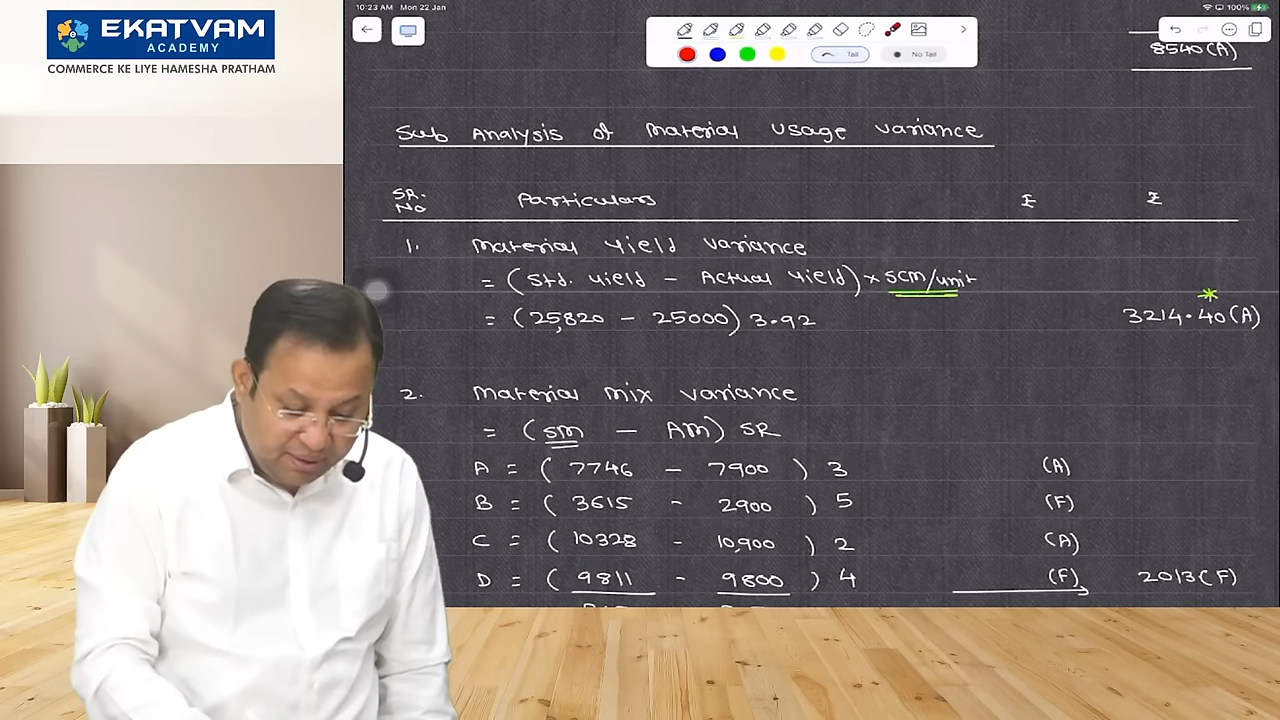 EKATVAM
ACADEMY
COMMERCE KE LIYE HAMESHA PRATHAM
10:23 AM Mon 22 Jan
100%
Tail
No Tail
8540(A)
Sub Analysis of Material Usage Variance
SR. No Particulars ₹ ₹
1. Material Yield Variance
= (Std. Yield - Actual Yield) × SCM/unit
= (25,820 - 25000) 3.92 3214.40(A)
2. Material Mix Variance
= (SM - AM) SR
A = ( 7746 - 7900 ) 3 (A)
B = ( 3615 - 2900 ) 5 (F)
C = ( 10328 - 10,900 ) 2 (A)
D = ( 9811 - 9800 ) 4 (F) 2013(F)